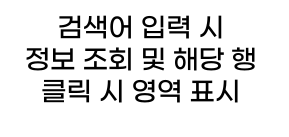 검색어 입력 시
정보 조회 및 해당 행
클릭 시 영역 표시